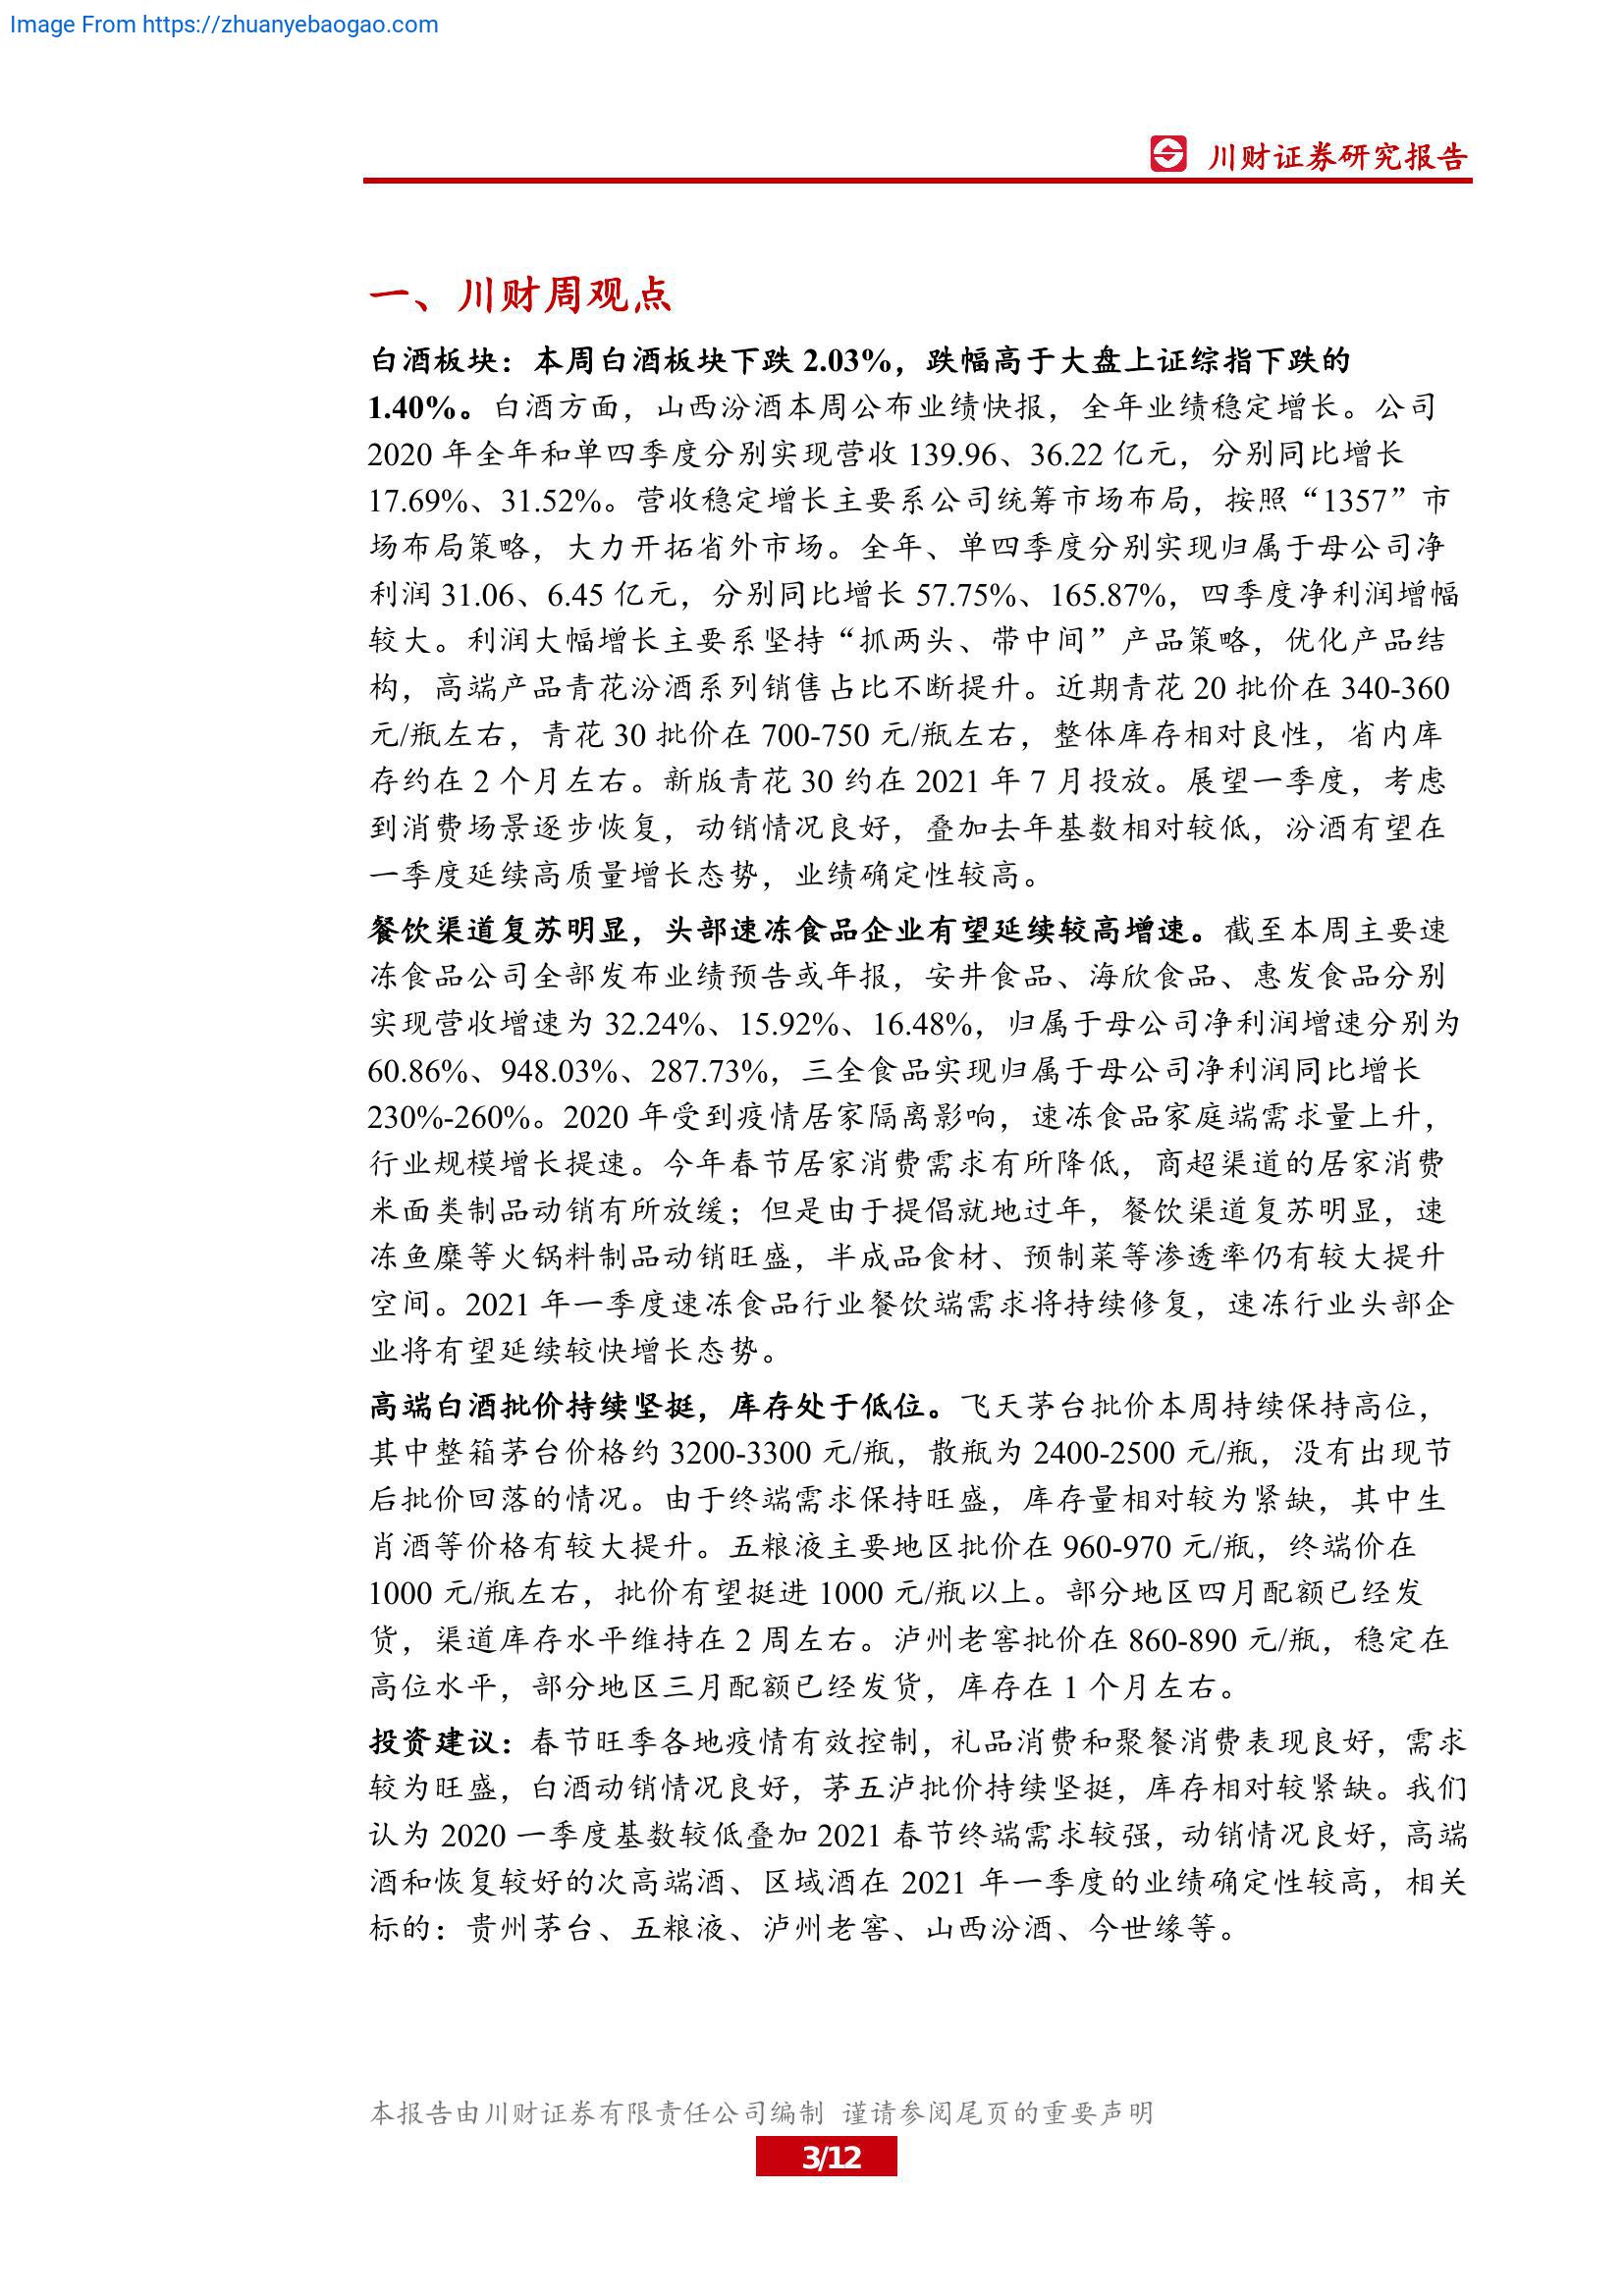 Image From https://zhuanyebaogao.com
川财证券研究报告
一、川财周观点
白酒板块：本周白酒板块下跌 2.03%，跌幅高于大盘上证综指下跌的
1.40%。白酒方面，山西汾酒本周公布业绩快报，全年业绩稳定增长。公司
2020 年全年和单四季度分别实现营收 139.96、36.22 亿元，分别同比增长
17.69%、31.52%。营收稳定增长主要系公司统筹市场布局，按照“1357”市
场布局策略，大力开拓省外市场。全年、单四季度分别实现归属于母公司净
利润 31.06、6.45 亿元，分别同比增长 57.75%、165.87%，四季度净利润增幅
较大。利润大幅增长主要系坚持“抓两头、带中间”产品策略，优化产品结
构，高端产品青花汾酒系列销售占比不断提升。近期青花 20 批价在 340-360
元/瓶左右，青花 30 批价在 700-750 元/瓶左右，整体库存相对良性，省内库
存约在 2 个月左右。新版青花 30 约在 2021 年 7 月投放。展望一季度，考虑
到消费场景逐步恢复，动销情况良好，叠加去年基数相对较低，汾酒有望在
一季度延续高质量增长态势，业绩确定性较高。
餐饮渠道复苏明显，头部速冻食品企业有望延续较高增速。截至本周主要速
冻食品公司全部发布业绩预告或年报，安井食品、海欣食品、惠发食品分别
实现营收增速为 32.24%、15.92%、16.48%，归属于母公司净利润增速分别为
60.86%、948.03%、287.73%，三全食品实现归属于母公司净利润同比增长
230%-260%。2020 年受到疫情居家隔离影响，速冻食品家庭端需求量上升，
行业规模增长提速。今年春节居家消费需求有所降低，商超渠道的居家消费
米面类制品动销有所放缓；但是由于提倡就地过年，餐饮渠道复苏明显，速
冻鱼糜等火锅料制品动销旺盛，半成品食材、预制菜等渗透率仍有较大提升
空间。2021 年一季度速冻食品行业餐饮端需求将持续修复，速冻行业头部企
业将有望延续较快增长态势。
高端白酒批价持续坚挺，库存处于低位。飞天茅台批价本周持续保持高位，
其中整箱茅台价格约 3200-3300 元/瓶，散瓶为 2400-2500 元/瓶，没有出现节
后批价回落的情况。由于终端需求保持旺盛，库存量相对较为紧缺，其中生
肖酒等价格有较大提升。五粮液主要地区批价在 960-970 元/瓶，终端价在
1000 元/瓶左右，批价有望挺进 1000 元/瓶以上。部分地区四月配额已经发
货，渠道库存水平维持在 2 周左右。泸州老窖批价在 860-890 元/瓶，稳定在
高位水平，部分地区三月配额已经发货，库存在 1 个月左右。
投资建议：春节旺季各地疫情有效控制，礼品消费和聚餐消费表现良好，需求
较为旺盛，白酒动销情况良好，茅五泸批价持续坚挺，库存相对较紧缺。我们
认为 2020 一季度基数较低叠加 2021 春节终端需求较强，动销情况良好，高端
酒和恢复较好的次高端酒、区域酒在 2021 年一季度的业绩确定性较高，相关
标的：贵州茅台、五粮液、泸州老窖、山西汾酒、今世缘等。
本报告由川财证券有限责任公司编制 谨请参阅尾页的重要声明
3/12